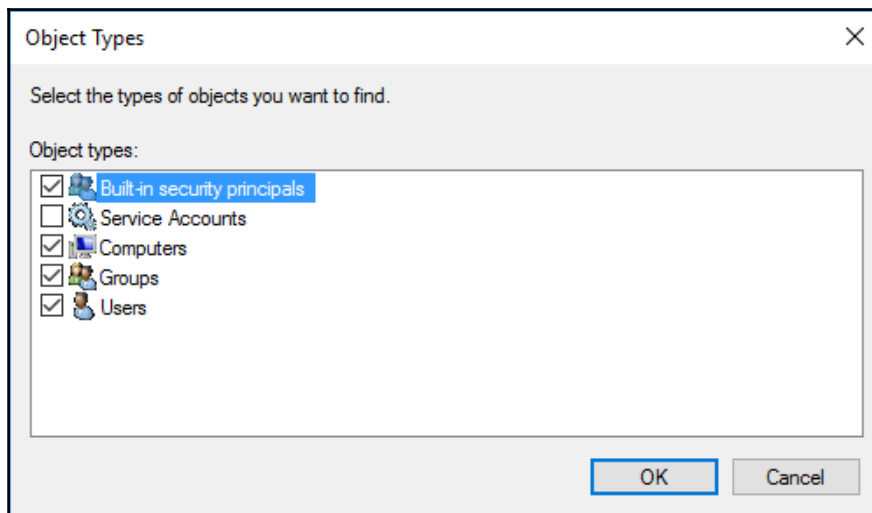 Object Types
Select the types of objects you want to find.
Object types:
Built-in security principals
Service Accounts
Computers
Groups
Users
OK
Cancel